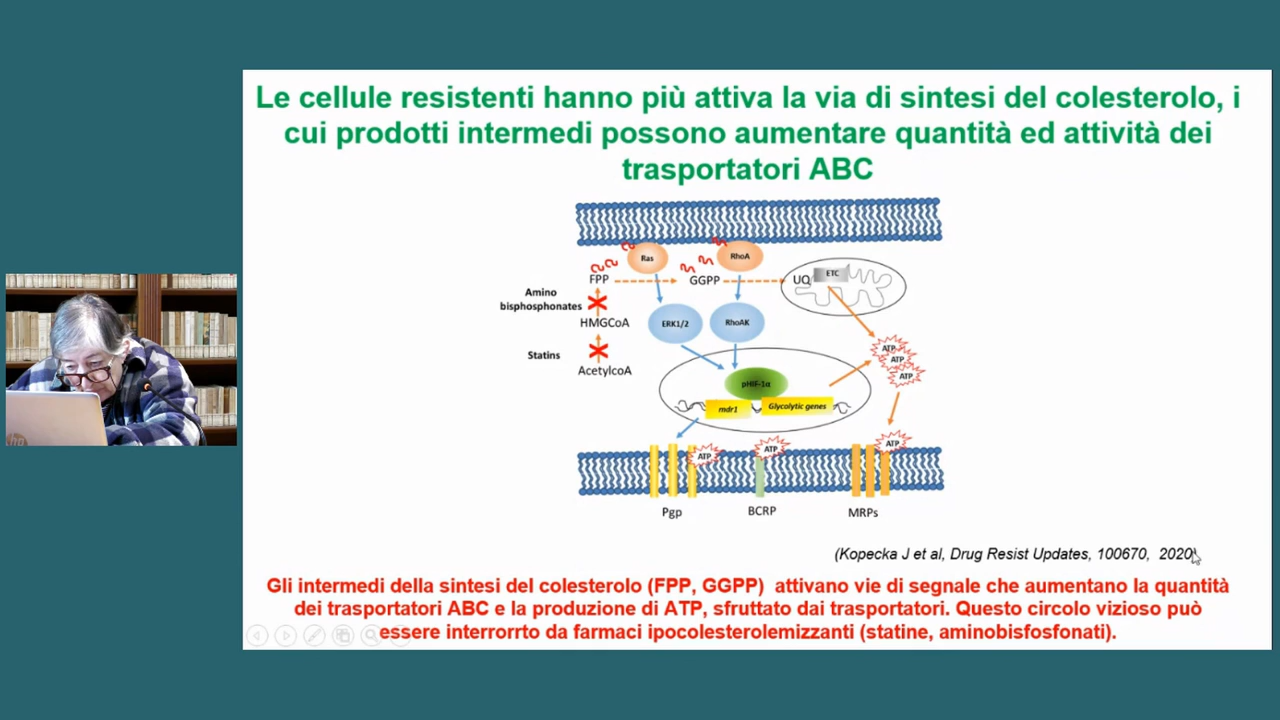 Le cellule resistenti hanno più attiva la via di sintesi del colesterolo, i
cui prodotti intermedi possono aumentare quantità ed attività dei
trasportatori ABC
Ras
RhoA
FPP
GGPP
UQ
ETC
Amino
bisphosphonates
HMGCoA
ERK1/2
RhoAK
Statins
AcetylcoA
ATP
ATP
ATP
pHIF-1α
mdr1
Glycolytic genes
ATP
ATP
ATP
Pgp
BCRP
MRPs
(Kopecka J et al, Drug Resist Updates, 100670, 2020)
Gli intermedi della sintesi del colesterolo (FPP, GGPP) attivano vie di segnale che aumentano la quantità
dei trasportatori ABC e la produzione di ATP, sfruttato dai trasportatori. Questo circolo vizioso può
essere interrorrto da farmaci ipocolesterolemizzanti (statine, aminobisfosfonati).